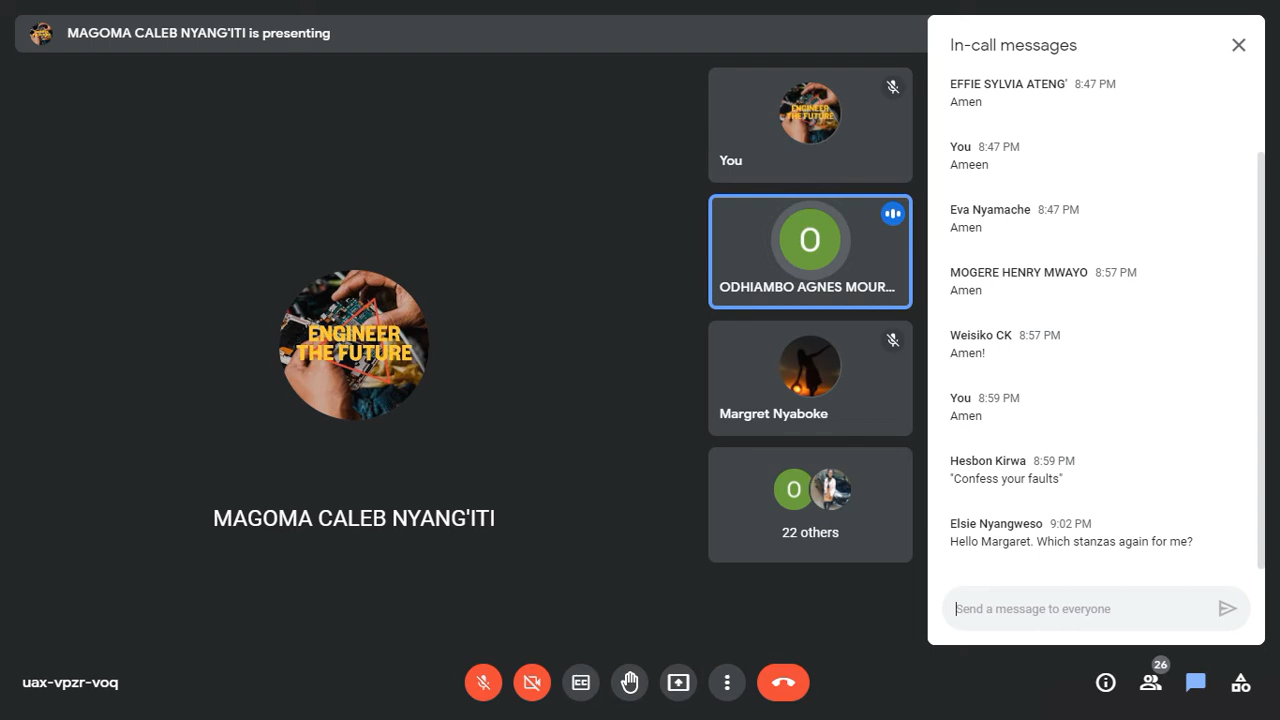 MAGOMA CALEB NYANG'ITI is presenting
ENGINEER
THE FUTURE
MAGOMA CALEB NYANG'ITI
uax-vpzr-voq
ENGINEER
THE FUTURE
You
O
ODHIAMBO AGNES MOUR...
Margret Nyaboke
O
22 others
In-call messages
EFFIE SYLVIA ATENG' 8:47 PM
Amen
You 8:47 PM
Ameen
Eva Nyamache 8:47 PM
Amen
MOGERE HENRY MWAYO 8:57 PM
Amen
Weisiko CK 8:57 PM
Amen!
You 8:59 PM
Amen
Hesbon Kirwa 8:59 PM
"Confess your faults"
Elsie Nyangweso 9:02 PM
Hello Margaret. Which stanzas again for me?
Send a message to everyone
CC
26